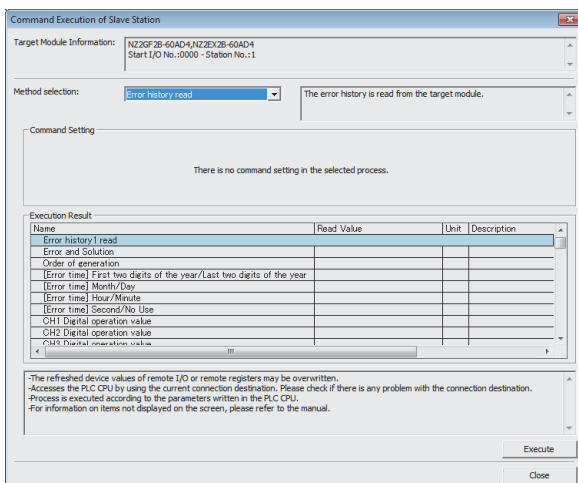 Command Execution of Slave Station
Target Module Information:
NZ2GF2B-60AD4,NZ2EX2B-60AD4
Start I/O No.:0000 - Station No.:1
Method selection:
Error history read
The error history is read from the target module.
Command Setting
There is no command setting in the selected process.
Execution Result
Name Read Value Unit Description
Error history1 read
Error and Solution
Order of generation
[Error time] First two digits of the year/Last two digits of the year
[Error time] Month/Day
[Error time] Hour/Minute
[Error time] Second/No Use
CH1 Digital operation value
CH2 Digital operation value
CH3 Digital operation value
-The refreshed device values of remote I/O or remote registers may be overwritten.
-Accesses the PLC CPU by using the current connection destination. Please check if there is any problem with the connection destination.
-Process is executed according to the parameters written in the PLC CPU.
-For information on items not displayed on the screen, please refer to the manual.
Execute
Close